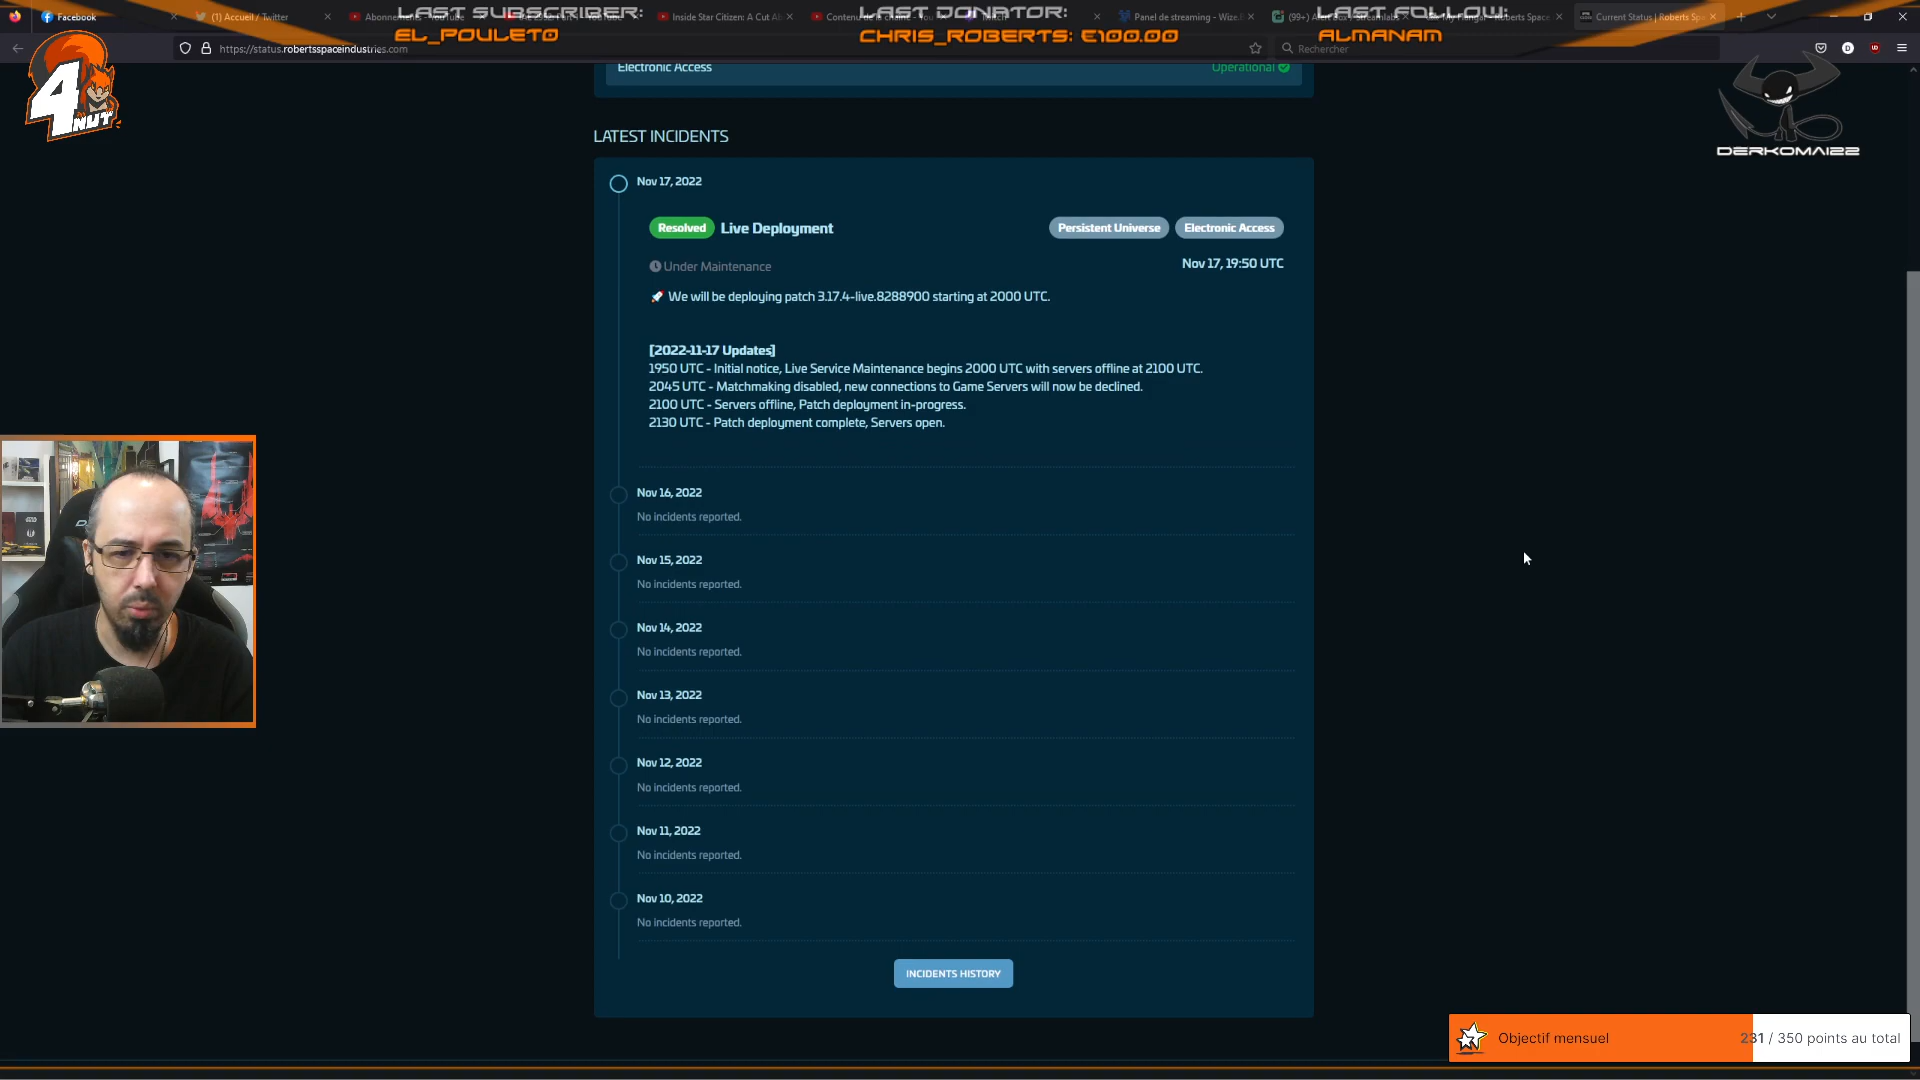 LAST SUBSCRIBER:
EL_POULETO
LAST DONATOR:
CHRIS_ROBERTS: €100.00
LAST FOLLOW:
ALMANAM
Facebook
(1) Accueil / Twitter
Inside Star Citizen: A Cut Ab
Panel de streaming - Wize
Current Status | Roberts Sp
https://status.robertsspaceindustries.com
Rechercher
4
NUT
DERKOMAI22
Electronic Access
Operational
LATEST INCIDENTS
Nov 17, 2022
Resolved Live Deployment
Persistent Universe Electronic Access
Under Maintenance
Nov 17, 19:50 UTC
🚀 We will be deploying patch 3.17.4-live.8288900 starting at 2000 UTC.
[2022-11-17 Updates]
1950 UTC - Initial notice, Live Service Maintenance begins 2000 UTC with servers offline at 2100 UTC.
2045 UTC - Matchmaking disabled, new connections to Game Servers will now be declined.
2100 UTC - Servers offline, Patch deployment in-progress.
2130 UTC - Patch deployment complete, Servers open.
Nov 16, 2022
No incidents reported.
Nov 15, 2022
No incidents reported.
Nov 14, 2022
No incidents reported.
Nov 13, 2022
No incidents reported.
Nov 12, 2022
No incidents reported.
Nov 11, 2022
No incidents reported.
Nov 10, 2022
No incidents reported.
INCIDENTS HISTORY
Objectif mensuel
231 / 350 points au total